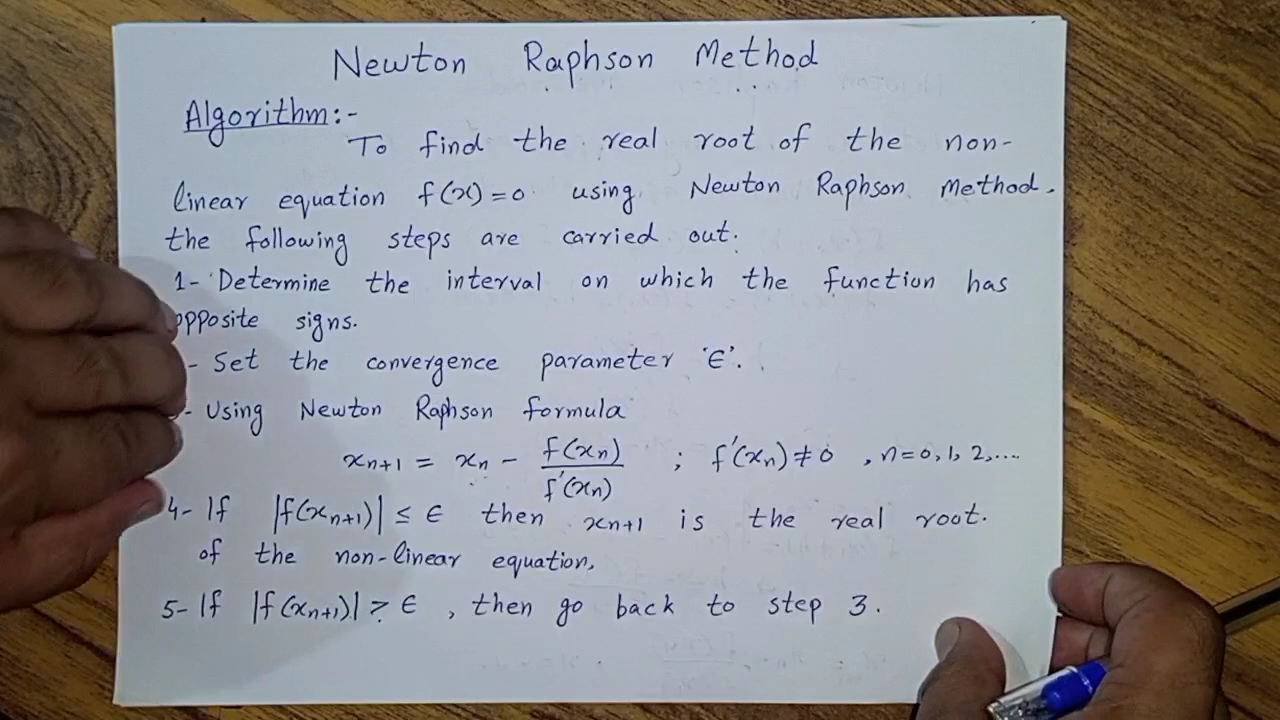 Newton Raphson Method
Algorithm:-
To find the real root of the non-
linear equation f(x)=0 using Newton Raphson Method.
the following steps are carried out.
1- Determine the interval on which the function has
opposite signs.
- Set the convergence parameter 'ϵ'.
- Using Newton Raphson formula
xₙ₊₁ = xₙ - f(xₙ)/f'(xₙ) ; f'(xₙ) ≠ 0 , n=0,1,2,....
4- If |f(xₙ₊₁)| ≤ ϵ then xₙ₊₁ is the real root.
of the non-linear equation.
5- If |f(xₙ₊₁)| > ϵ , then go back to step 3.